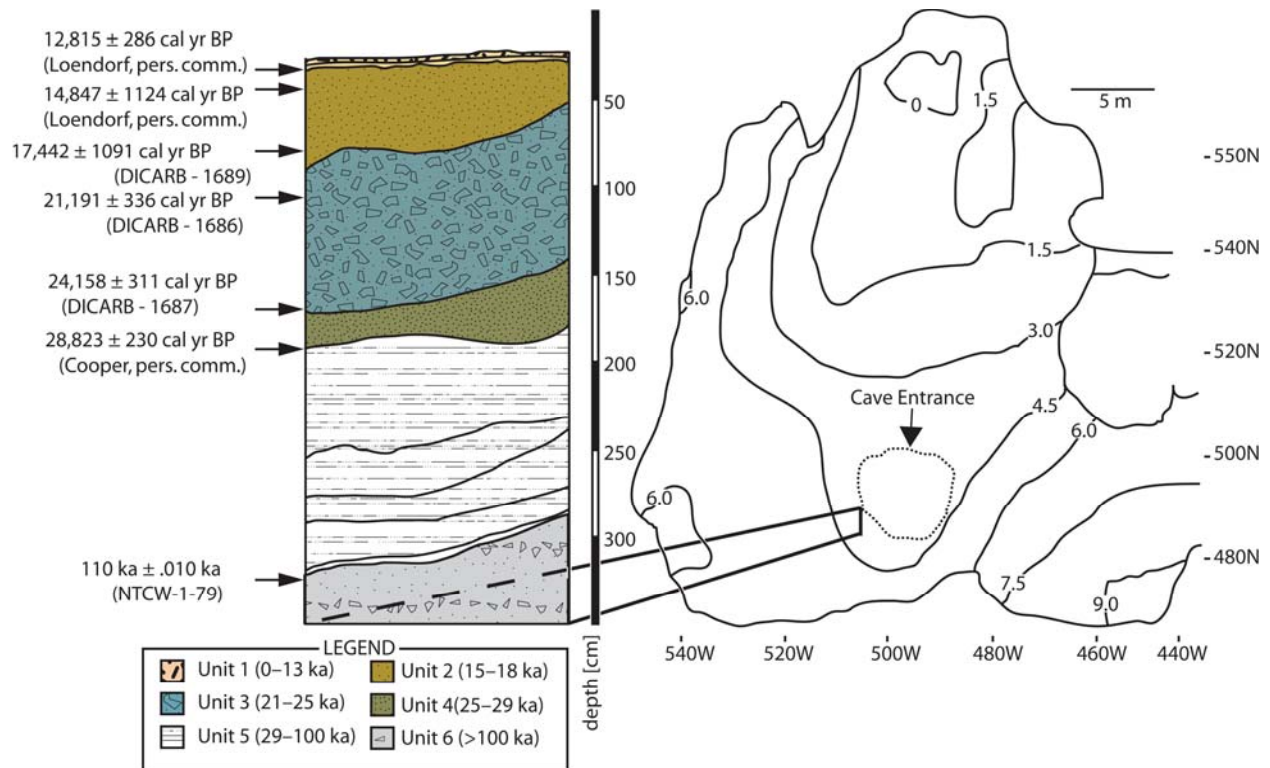 12,815 ± 286 cal yr BP
(Loendorf, pers. comm.)
14,847 ± 1124 cal yr BP
(Loendorf, pers. comm.)
17,442 ± 1091 cal yr BP
(DICARB - 1689)
21,191 ± 336 cal yr BP
(DICARB - 1686)
24,158 ± 311 cal yr BP
(DICARB - 1687)
28,823 ± 230 cal yr BP
(Cooper, pers. comm.)
110 ka ± .010 ka
(NTCW-1-79)
50
100
150
200
250
300
depth [cm]
LEGEND
Unit 1 (0–13 ka)
Unit 2 (15–18 ka)
Unit 3 (21–25 ka)
Unit 4(25–29 ka)
Unit 5 (29–100 ka)
Unit 6 (>100 ka)
0
1.5
5 m
1.5
6.0
3.0
Cave Entrance
4.5
6.0
6.0
7.5
9.0
- 550N
- 540N
- 520N
- 500N
- 480N
540W
520W
500W
480W
460W
440W